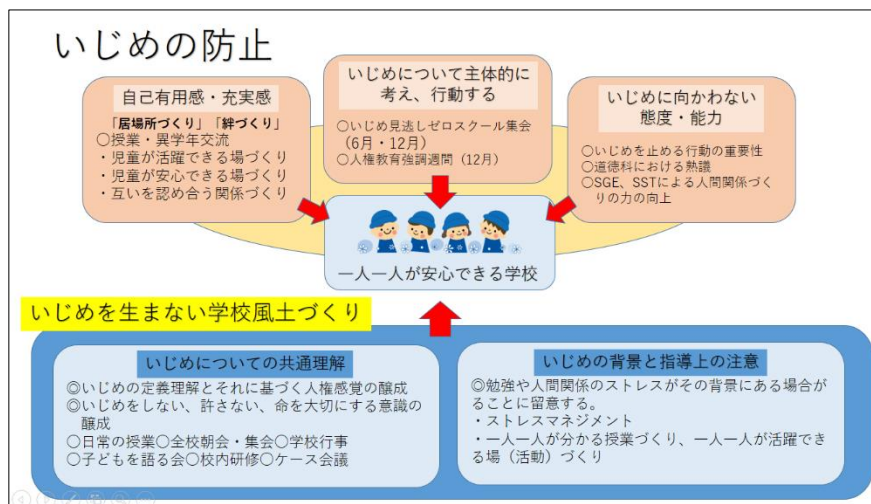 いじめの防止
自己有用感・充実感
「居場所づくり」「絆づくり」
〇授業・異学年交流
・児童が活躍できる場づくり
・児童が安心できる場づくり
・互いを認め合う関係づくり
いじめについて主体的に
考え、行動する
〇いじめ見逃しゼロスクール集会
（6月・12月）
〇人権教育強調週間（12月）
いじめに向かわない
態度・能力
〇いじめを止める行動の重要性
〇道徳科における熟議
〇SGE、SSTによる人間関係づく
りの力の向上
一人一人が安心できる学校
いじめを生まない学校風土づくり
いじめについての共通理解
◎いじめの定義理解とそれに基づく人権感覚の醸成
◎いじめをしない、許さない、命を大切にする意識の
醸成
〇日常の授業〇全校朝会・集会〇学校行事
〇子どもを語る会〇校内研修〇ケース会議
いじめの背景と指導上の注意
◎勉強や人間関係のストレスがその背景にある場合が
ることに留意する。
・ストレスマネジメント
・一人一人が分かる授業づくり、一人一人が活躍でき
る場（活動）づくり